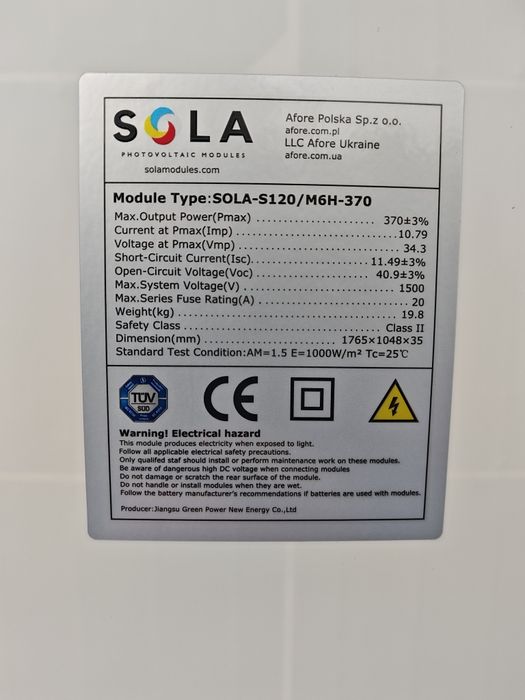 SOLA
PHOTOVOLTAIC MODULES
solamodules.com
Afore Polska Sp.z o.o.
afore.com.pl
LLC Afore Ukraine
afore.com.ua
Module Type:SOLA-S120/M6H-370
Max.Output Power(Pmax) .................... 370±3%
Current at Pmax(Imp) ........................ 10.79
Voltage at Pmax(Vmp) ........................ 34.3
Short-Circuit Current(Isc).................. 11.49±3%
Open-Circuit Voltage(Voc) .................. 40.9±3%
Max.System Voltage(V) ....................... 1500
Max.Series Fuse Rating(A) ................... 20
Weight(kg) .................................. 19.8
Safety Class ................................ Class II
Dimension(mm) ..................... 1765×1048×35
Standard Test Condition:AM=1.5 E=1000W/m² Tc=25℃
TÜV
SÜD
CE
Warning! Electrical hazard
This module produces electricity when exposed to light.
Follow all applicable electrical safety precautions.
Only qualifed staf should install or perform maintenance work on these modules.
Be aware of dangerous high DC voltage when connecting modules
Do not damage or scratch the rear surface of the module.
Do not handle or install modules when they are wet.
Follow the battery manufacturer's recommendations if batteries are used with modules.
Producer:Jiangsu Green Power New Energy Co.,Ltd